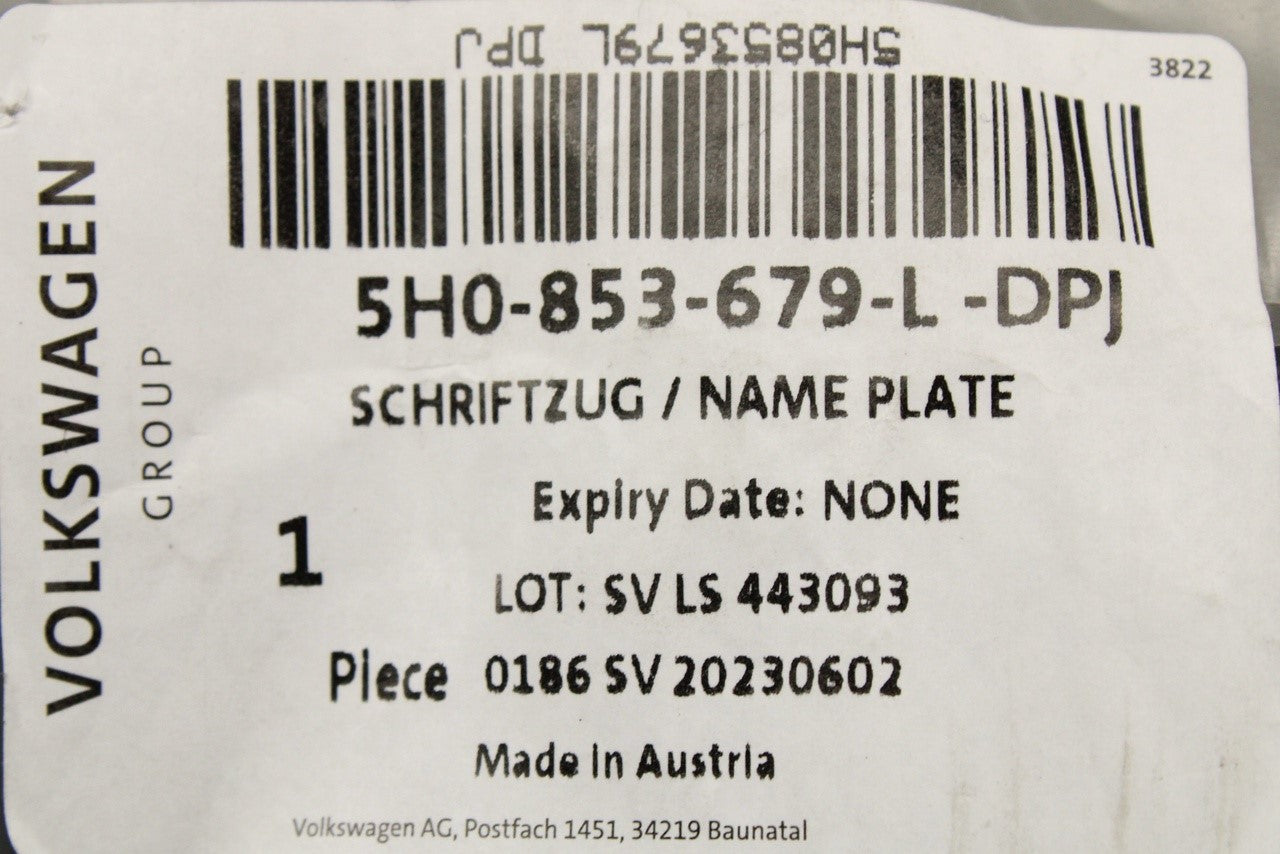 5H0853679L DPJ
3822
5H0-853-679-L -DPJ
SCHRIFTZUG / NAME PLATE
Expiry Date: NONE
1
LOT: SV LS 443093
Piece 0186 SV 20230602
Made in Austria
Volkswagen AG, Postfach 1451, 34219 Baunatal
VOLKSWAGEN
GROUP